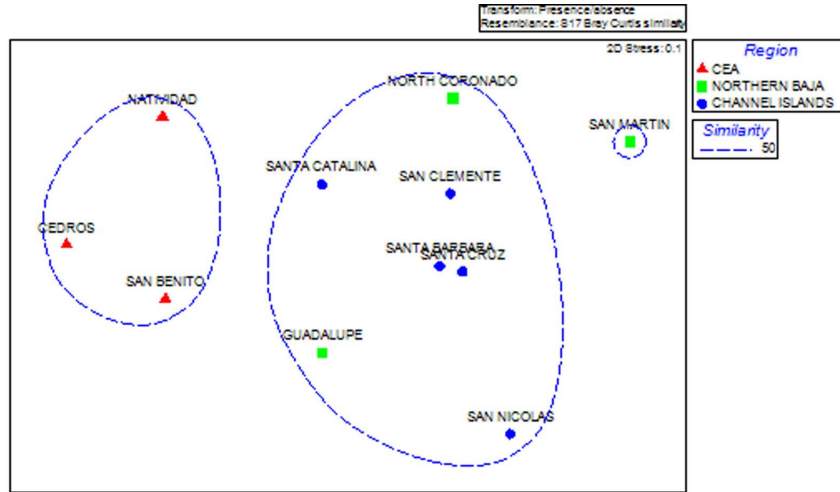 Transform: Presence/absence
Resemblance: S17 Bray Curtis similarity
2D Stress: 0.1
Region
CEA
NORTHERN BAJA
CHANNEL ISLANDS
Similarity
50
NORTH CORONADO
NATIVIDAD
SAN MARTIN
SANTA CATALINA
SAN CLEMENTE
CEDROS
SANTA BARBARA
SANTA CRUZ
SAN BENITO
GUADALUPE
SAN NICOLAS